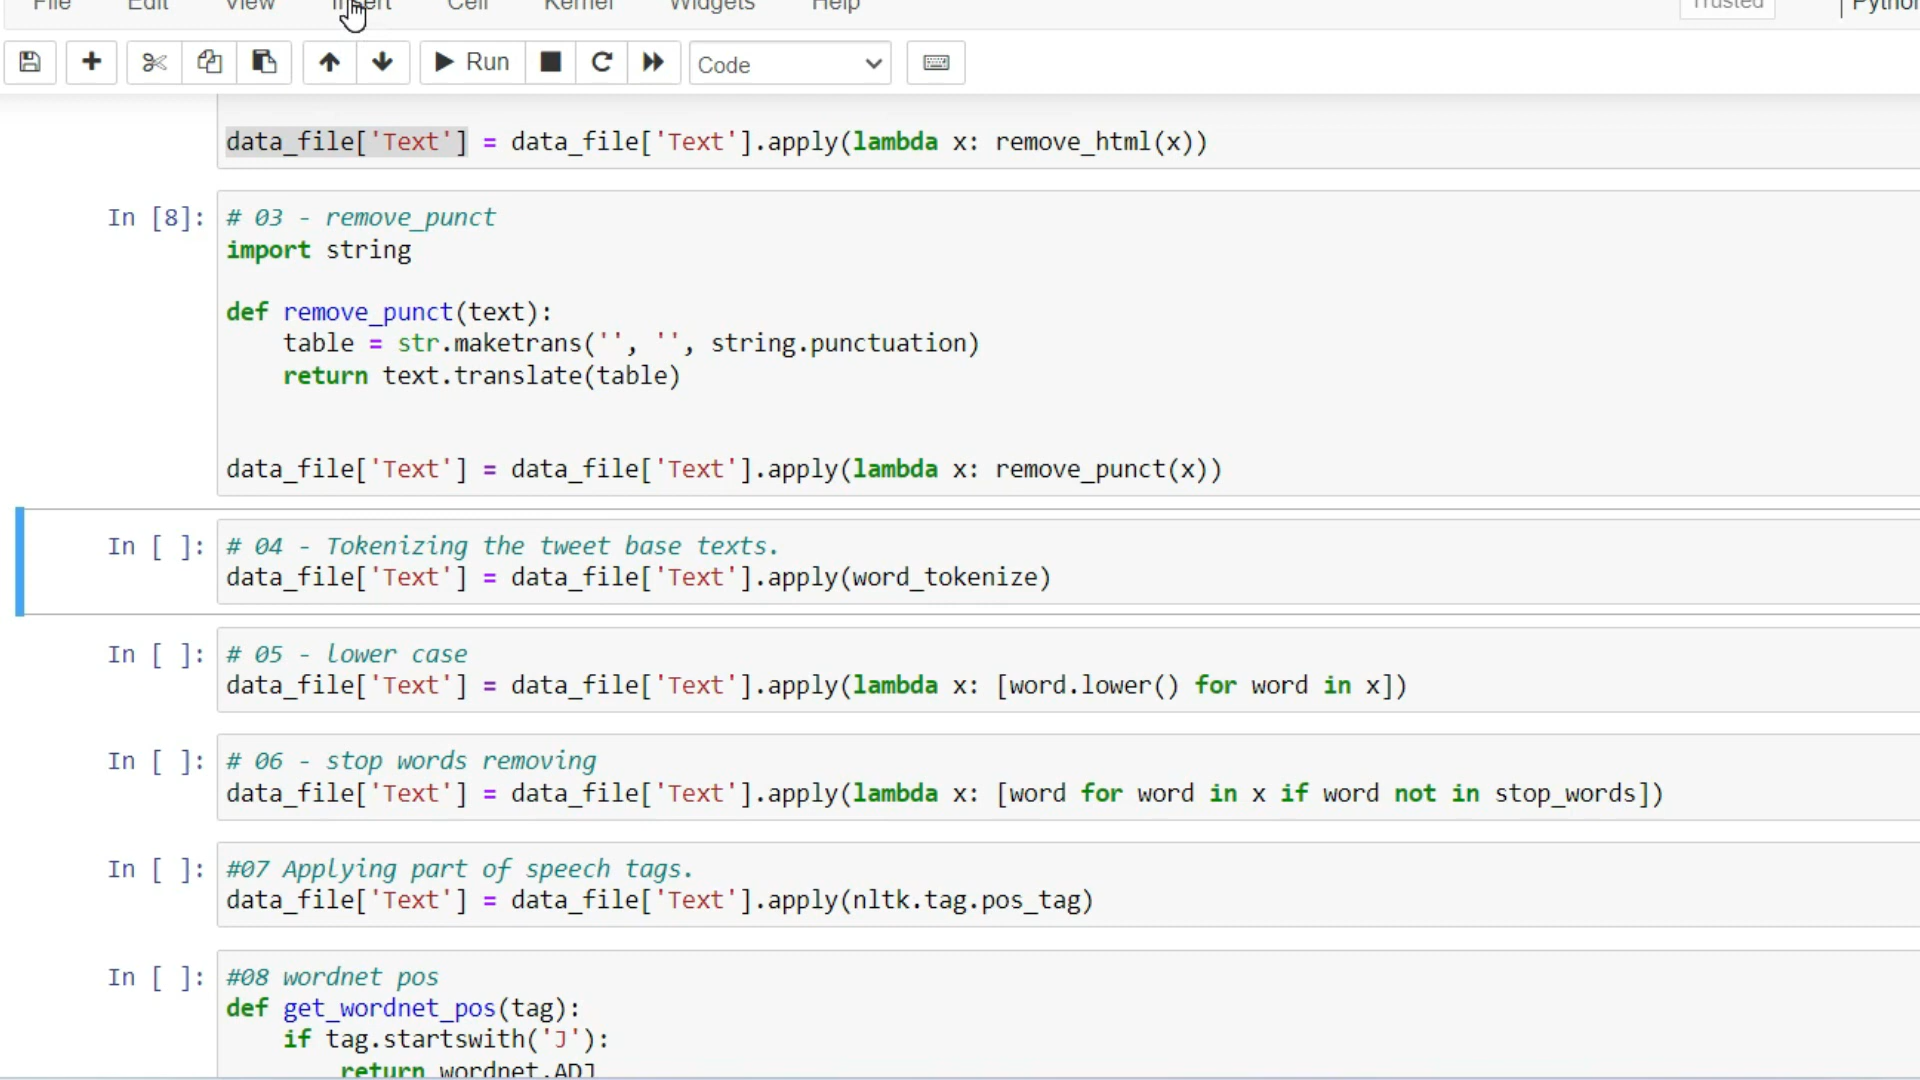 File Edit View Insert Cell Kernel Widgets Help Trusted
Run Code
data_file['Text'] = data_file['Text'].apply(lambda x: remove_html(x))
In [8]: # 03 - remove_punct
import string
def remove_punct(text):
table = str.maketrans('', '', string.punctuation)
return text.translate(table)
data_file['Text'] = data_file['Text'].apply(lambda x: remove_punct(x))
In [ ]: # 04 - Tokenizing the tweet base texts.
data_file['Text'] = data_file['Text'].apply(word_tokenize)
In [ ]: # 05 - lower case
data_file['Text'] = data_file['Text'].apply(lambda x: [word.lower() for word in x])
In [ ]: # 06 - stop words removing
data_file['Text'] = data_file['Text'].apply(lambda x: [word for word in x if word not in stop_words])
In [ ]: #07 Applying part of speech tags.
data_file['Text'] = data_file['Text'].apply(nltk.tag.pos_tag)
In [ ]: #08 wordnet pos
def get_wordnet_pos(tag):
if tag.startswith('J'):
return wordnet.ADJ